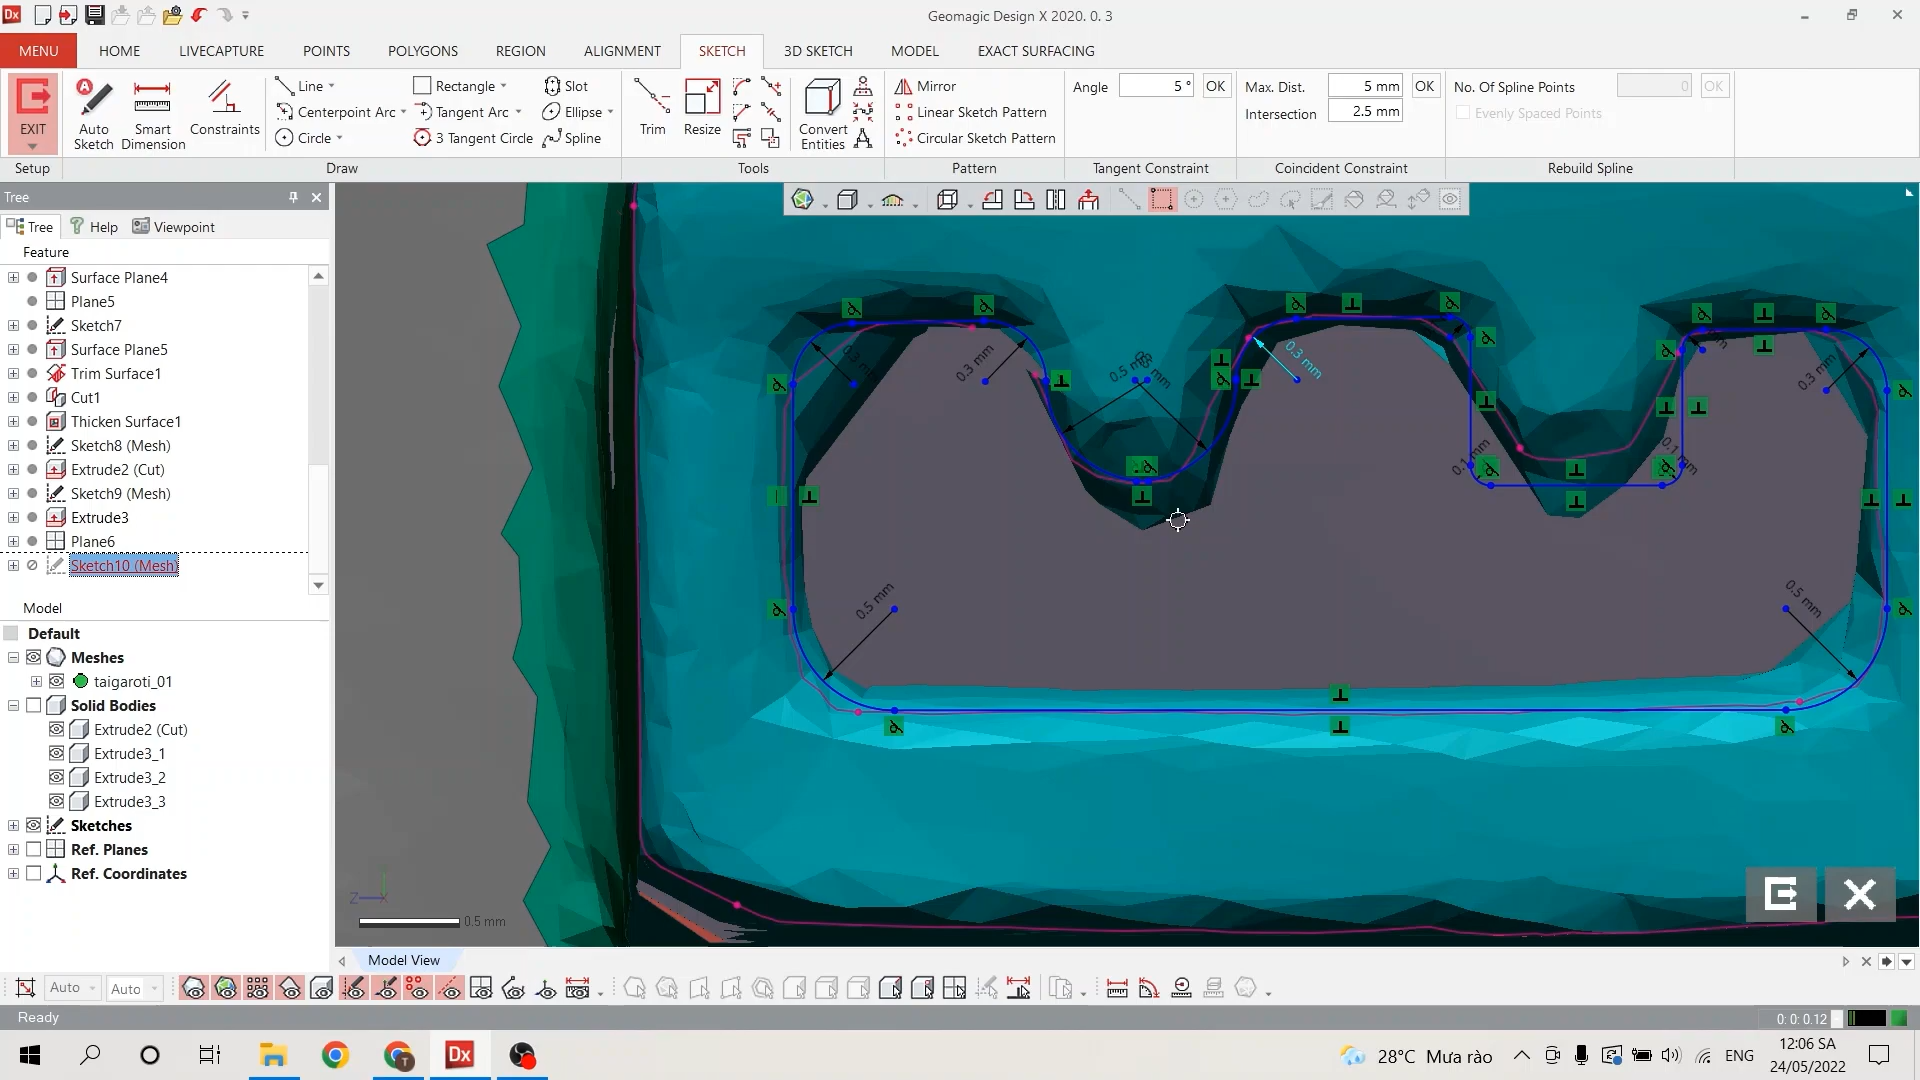 Geomagic Design X 2020. 0. 3
MENU HOME LIVECAPTURE POINTS POLYGONS REGION ALIGNMENT SKETCH 3D SKETCH MODEL EXACT SURFACING
EXIT
Auto Sketch
Smart Dimension
Constraints
Line Rectangle Slot
Centerpoint Arc Tangent Arc Ellipse
Circle 3 Tangent Circle Spline
Trim Resize
Convert Entities
Mirror
Linear Sketch Pattern
Circular Sketch Pattern
Angle 5 ° OK
Max. Dist. 5 mm OK
Intersection 2.5 mm
No. Of Spline Points 0 OK
Evenly Spaced Points
Setup Draw Tools Pattern Tangent Constraint Coincident Constraint Rebuild Spline
Tree
Tree Help Viewpoint
Feature
Surface Plane4
Plane5
Sketch7
Surface Plane5
Trim Surface1
Cut1
Thicken Surface1
Sketch8 (Mesh)
Extrude2 (Cut)
Sketch9 (Mesh)
Extrude3
Plane6
Sketch10 (Mesh)
Model
Default
Meshes
taigaroti_01
Solid Bodies
Extrude2 (Cut)
Extrude3_1
Extrude3_2
Extrude3_3
Sketches
Ref. Planes
Ref. Coordinates
0.3 mm
0.5 mm
0.3 mm
0.3 mm
0.1 mm
0.1 mm
0.5 mm
0.5 mm
Z
0.5 mm
Model View
Auto Auto
Ready
0: 0: 0.12
28°C Mưa rào
ENG
12:06 SA
24/05/2022